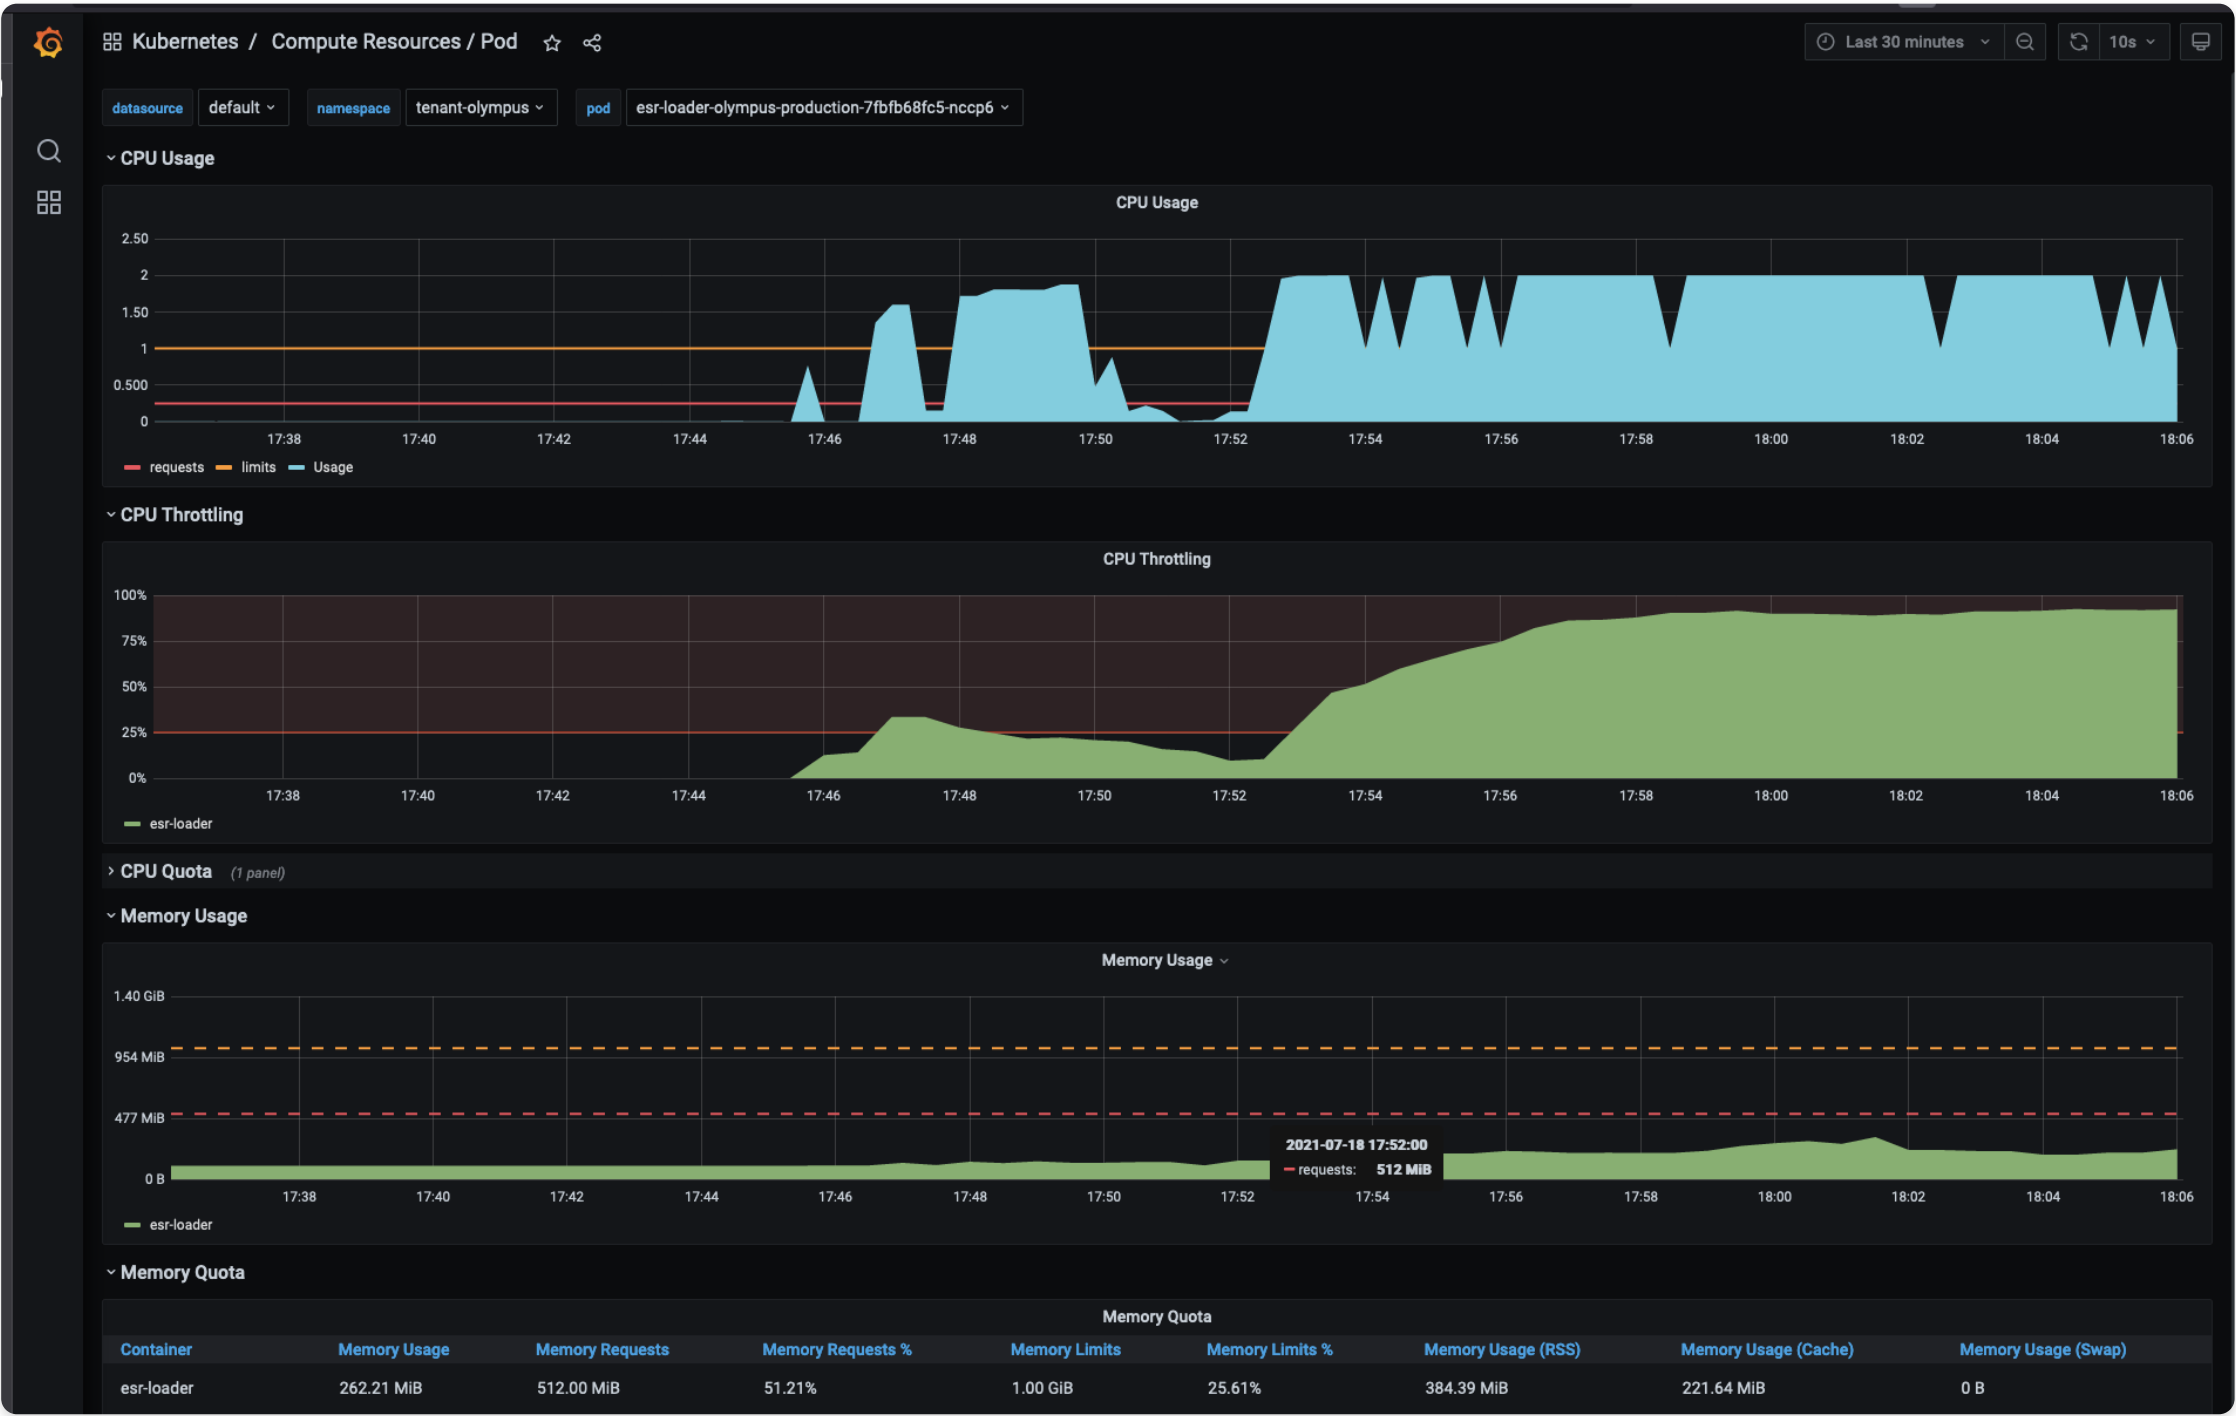 Kubernetes / Compute Resources / Pod
Last 30 minutes
10s
datasource default namespace tenant-olympus pod esr-loader-olympus-production-7fbfb68fc5-nccp6
CPU Usage
CPU Usage
2.50
2
1.50
1
0.500
0
17:38 17:40 17:42 17:44 17:46 17:48 17:50 17:52 17:54 17:56 17:58 18:00 18:02 18:04 18:06
requests limits Usage
CPU Throttling
CPU Throttling
100%
75%
50%
25%
0%
17:38 17:40 17:42 17:44 17:46 17:48 17:50 17:52 17:54 17:56 17:58 18:00 18:02 18:04 18:06
esr-loader
CPU Quota (1 panel)
Memory Usage
Memory Usage
1.40 GiB
954 MiB
477 MiB
0 B
2021-07-18 17:52:00
requests: 512 MiB
17:38 17:40 17:42 17:44 17:46 17:48 17:50 17:52 17:54 17:56 17:58 18:00 18:02 18:04 18:06
esr-loader
Memory Quota
Memory Quota
Container Memory Usage Memory Requests Memory Requests % Memory Limits Memory Limits % Memory Usage (RSS) Memory Usage (Cache) Memory Usage (Swap)
esr-loader 262.21 MiB 512.00 MiB 51.21% 1.00 GiB 25.61% 384.39 MiB 221.64 MiB 0 B